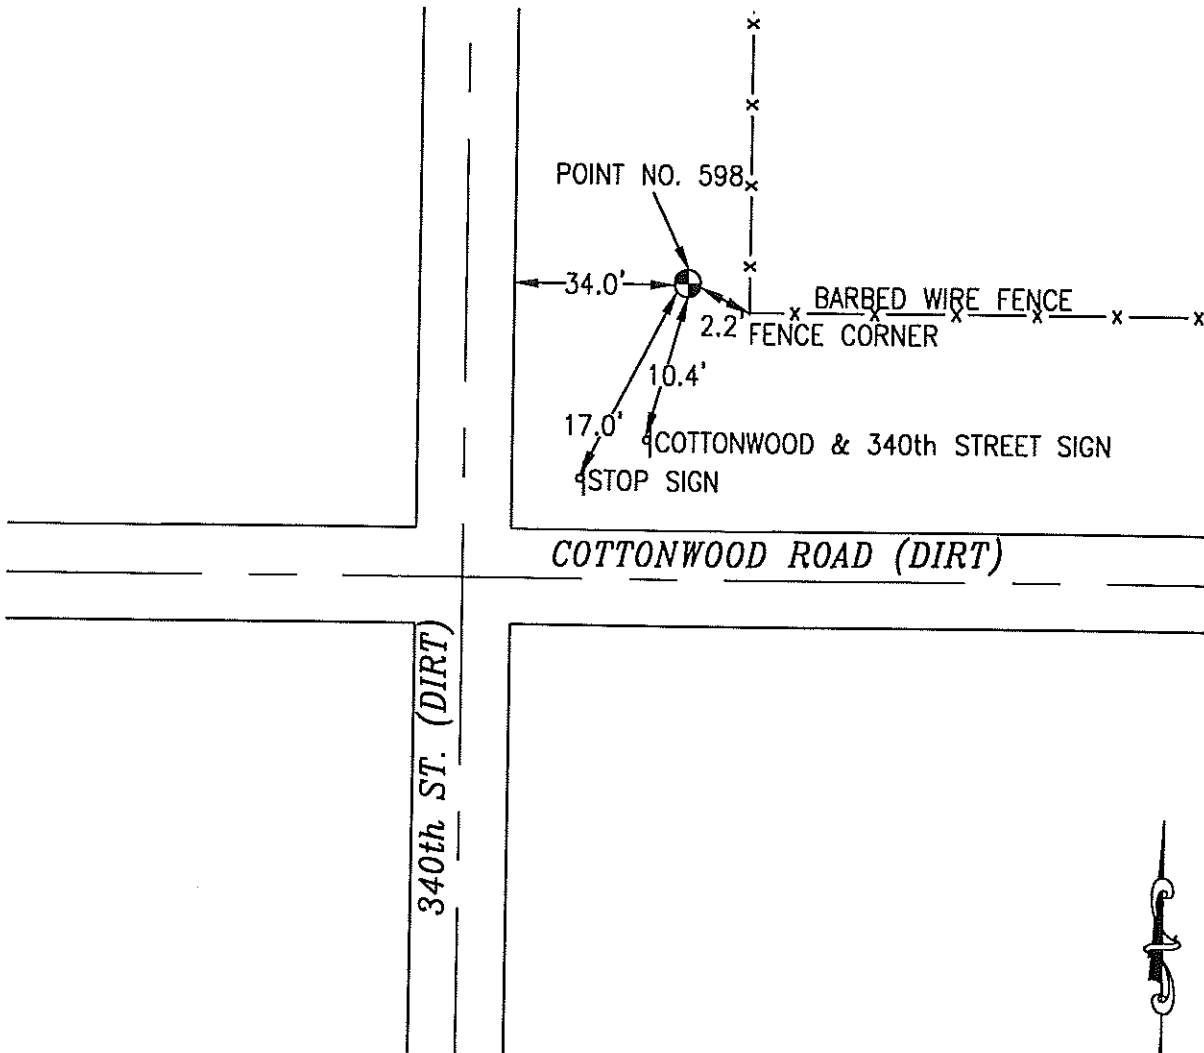 POINT NO. 598
34.0'
BARBED WIRE FENCE
2.2'
FENCE CORNER
10.4'
17.0'
COTTONWOOD & 340th STREET SIGN
STOP SIGN
COTTONWOOD ROAD (DIRT)
340th ST. (DIRT)